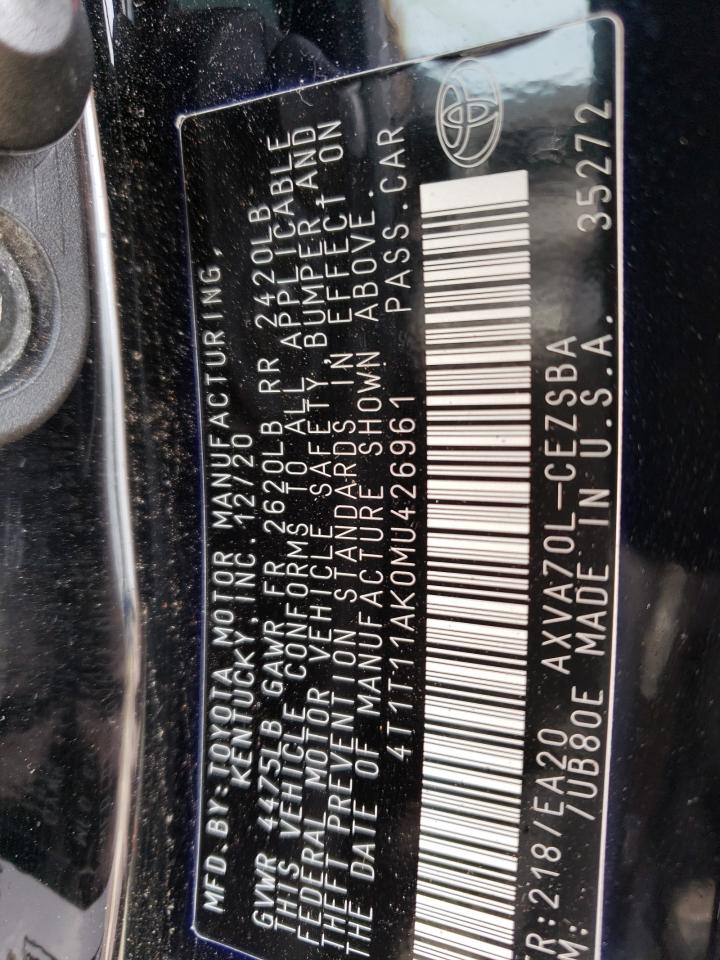 MFD.BY:TOYOTA MOTOR MANUFACTURING,
KENTUCKY,INC.12/20
GVWR 4475LB GAWR FR 2620LB RR 2420LB
THIS VEHICLE CONFORMS TO ALL APPLICABLE
FEDERAL MOTOR VEHICLE SAFETY,BUMPER AND
THEFT PREVENTION STANDARDS IN EFFECT ON
THE DATE OF MANUFACTURE SHOWN ABOVE.
4T1T11AK0MU426961 PASS.CAR
TR:218/EA20 AXVA70L-CEZSBA 35272
M: /UB80E MADE IN U.S.A.